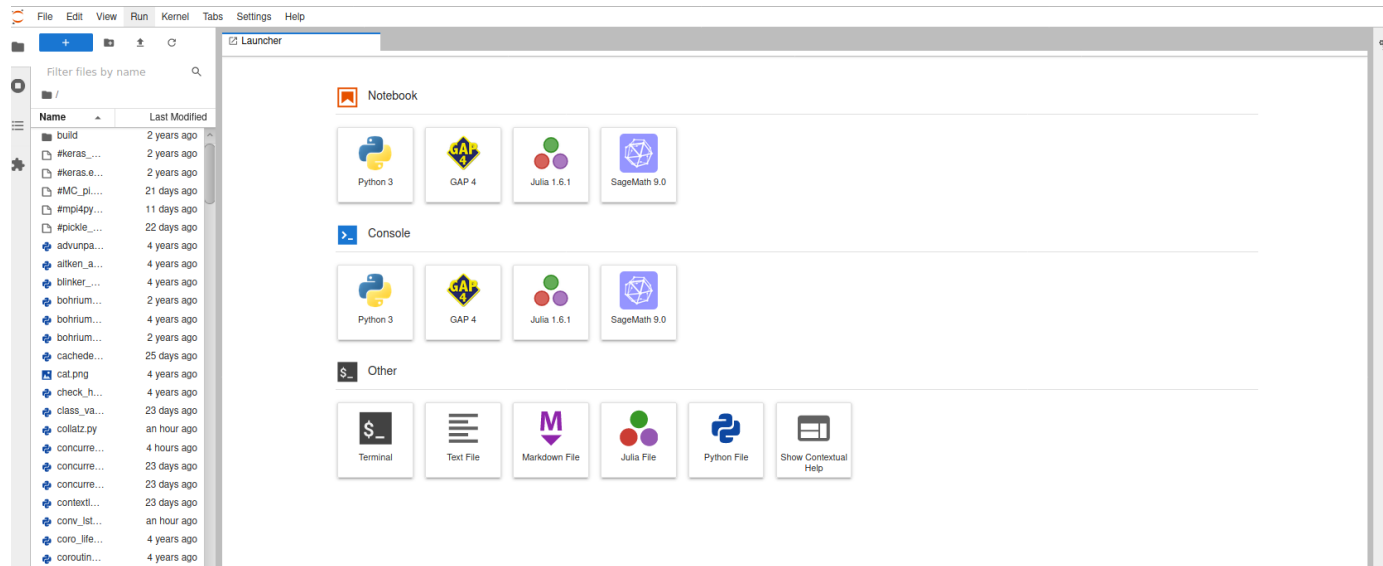 File Edit View Run Kernel Tabs Settings Help
+
Launcher
Filter files by name
/
Name Last Modified
build 2 years ago
#keras_... 2 years ago
#keras.e... 2 years ago
#MC_pi.... 21 days ago
#mpi4py... 11 days ago
#pickle_... 22 days ago
advunpa... 4 years ago
aitken_a... 4 years ago
blinker_... 4 years ago
bohrium... 2 years ago
bohrium... 4 years ago
bohrium... 2 years ago
cachede... 25 days ago
cat.png 4 years ago
check_h... 4 years ago
class_va... 23 days ago
collatz.py an hour ago
concurre... 4 hours ago
concurre... 23 days ago
concurre... 23 days ago
contextl... 23 days ago
conv_lst... an hour ago
coro_life... 4 years ago
coroutin... 4 years ago
Notebook
GAP
4
Python 3 GAP 4 Julia 1.6.1 SageMath 9.0
>_ Console
GAP
4
Python 3 GAP 4 Julia 1.6.1 SageMath 9.0
$_ Other
$_ M
Terminal Text File Markdown File Julia File Python File Show Contextual
Help